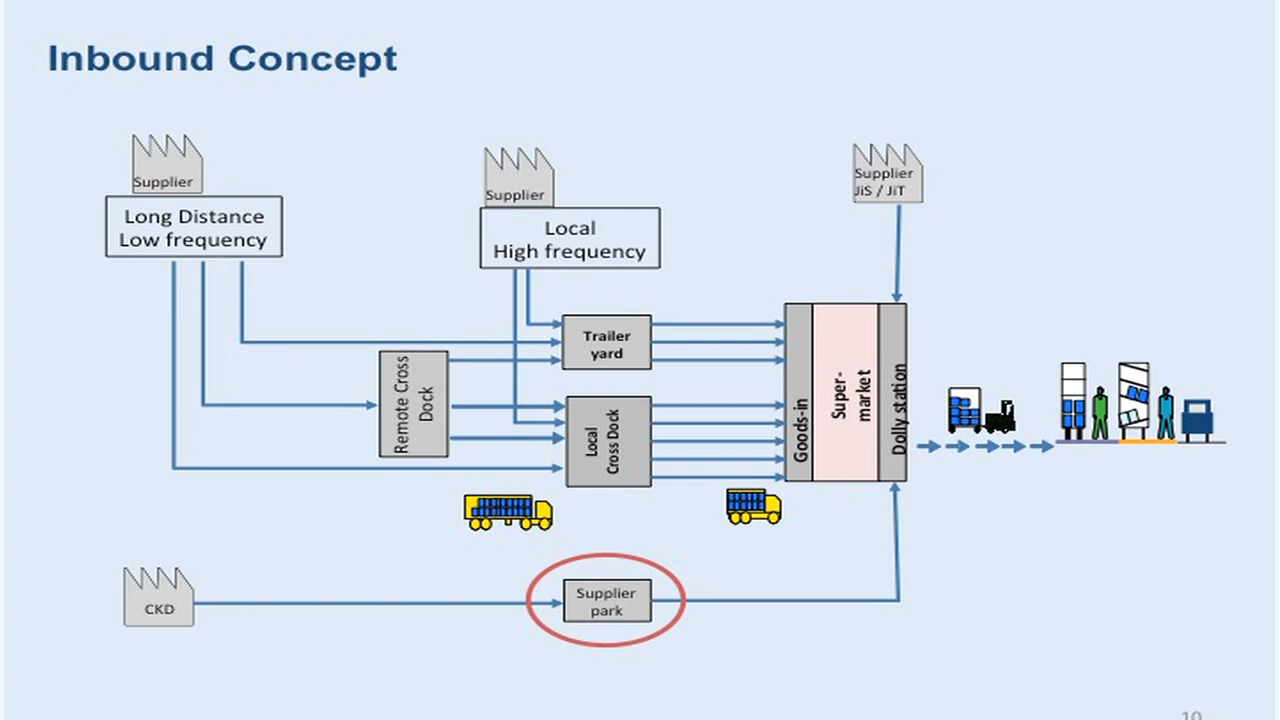 Inbound Concept
Supplier
Long Distance
Low frequency
Supplier
Local
High frequency
Supplier
JiS / JiT
Trailer
yard
Remote Cross
Dock
Local
Cross Dock
Goods-in
Super-
market
Dolly station
CKD
Supplier
park
10